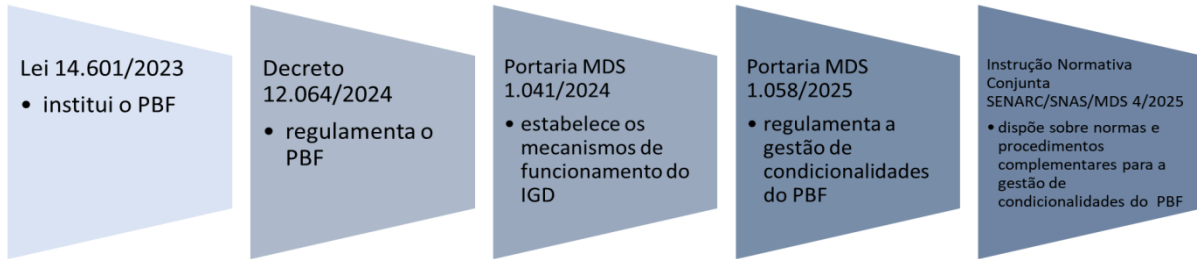 Lei 14.601/2023
• institui o PBF
Decreto
12.064/2024
• regulamenta o
PBF
Portaria MDS
1.041/2024
• estabelece os
mecanismos de
funcionamento do
IGD
Portaria MDS
1.058/2025
• regulamenta a
gestão de
condicionalidades
do PBF
Instrução Normativa
Conjunta
SENARC/SNAS/MDS 4/2025
• dispõe sobre normas e
procedimentos
complementares para a
gestão de
condicionalidades do PBF